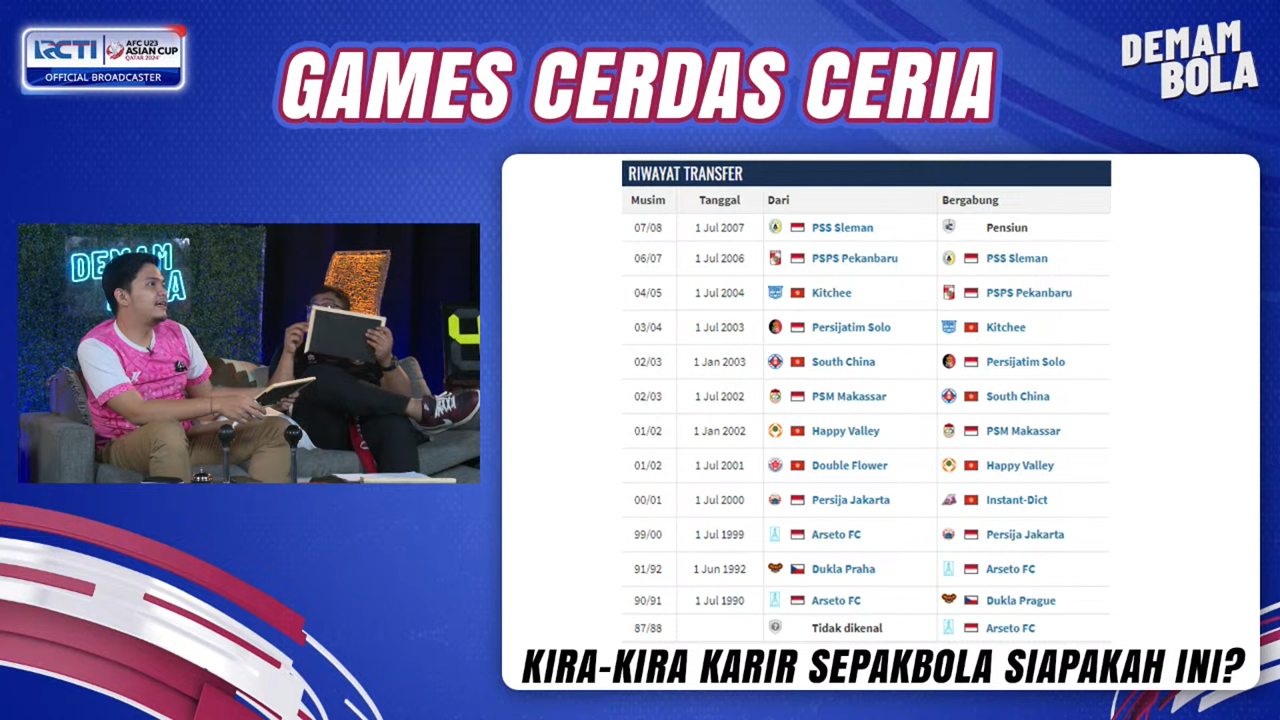 RCTI AFC U23 ASIAN CUP QATAR 2024
OFFICIAL BROADCASTER
GAMES CERDAS CERIA
DEMAM BOLA
DEMAM
RIWAYAT TRANSFER
Musim Tanggal Dari Bergabung
07/08 1 Jul 2007 PSS Sleman Pensiun
06/07 1 Jul 2006 PSPS Pekanbaru PSS Sleman
04/05 1 Jul 2004 Kitchee PSPS Pekanbaru
03/04 1 Jul 2003 Persijatim Solo Kitchee
02/03 1 Jan 2003 South China Persijatim Solo
02/03 1 Jul 2002 PSM Makassar South China
01/02 1 Jan 2002 Happy Valley PSM Makassar
01/02 1 Jul 2001 Double Flower Happy Valley
00/01 1 Jul 2000 Persija Jakarta Instant-Dict
99/00 1 Jul 1999 Arseto FC Persija Jakarta
91/92 1 Jun 1992 Dukla Praha Arseto FC
90/91 1 Jul 1990 Arseto FC Dukla Prague
87/88 Tidak dikenal Arseto FC
KIRA-KIRA KARIR SEPAKBOLA SIAPAKAH INI?